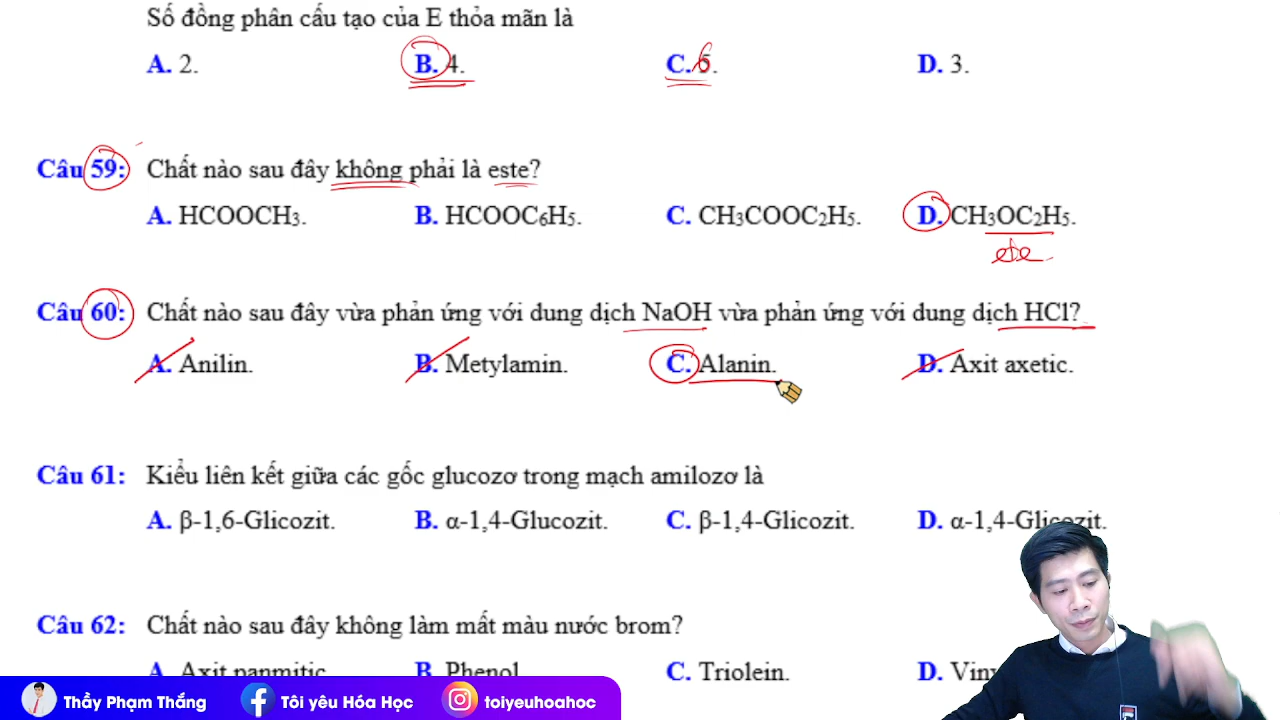 Số đồng phân cấu tạo của E thỏa mãn là
A. 2. B. 4. C. 6. D. 3.
Câu 59: Chất nào sau đây không phải là este?
A. HCOOCH3. B. HCOOC6H5. C. CH3COOC2H5. D. CH3OC2H5.
ete
Câu 60: Chất nào sau đây vừa phản ứng với dung dịch NaOH vừa phản ứng với dung dịch HCl?
A. Anilin. B. Metylamin. C. Alanin. D. Axit axetic.
Câu 61: Kiểu liên kết giữa các gốc glucozơ trong mạch amilozơ là
A. β-1,6-Glicozit. B. α-1,4-Glucozit. C. β-1,4-Glicozit. D. α-1,4-Glicozit.
Câu 62: Chất nào sau đây không làm mất màu nước brom?
A. Axit panmitic B. Phenol C. Triolein. D.
Thầy Phạm Thắng Tôi yêu Hóa Học toiyeuhoahoc
FILA